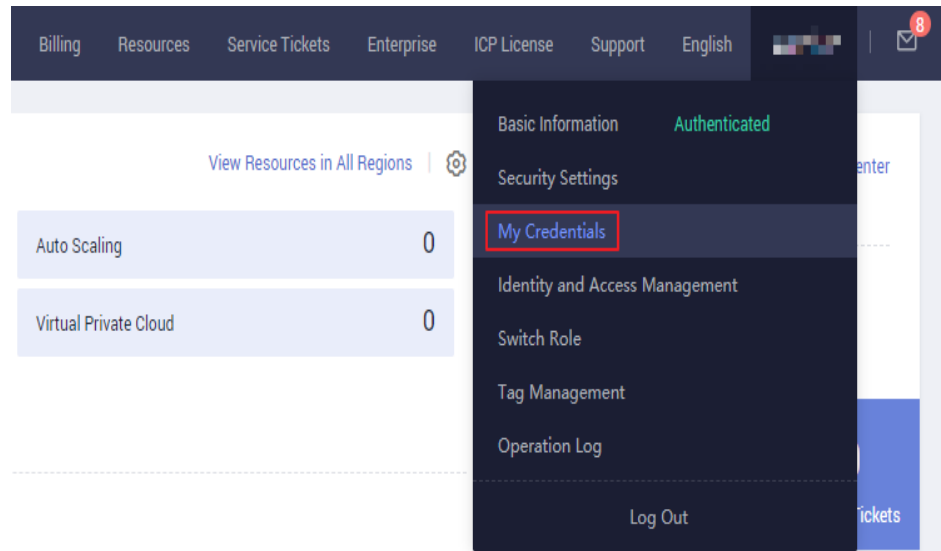 Billing Resources Service Tickets Enterprise ICP License Support English 8
Basic Information Authenticated
View Resources in All Regions
Security Settings
My Credentials
Auto Scaling 0
Identity and Access Management
Virtual Private Cloud 0
Switch Role
Tag Management
Operation Log
Log Out